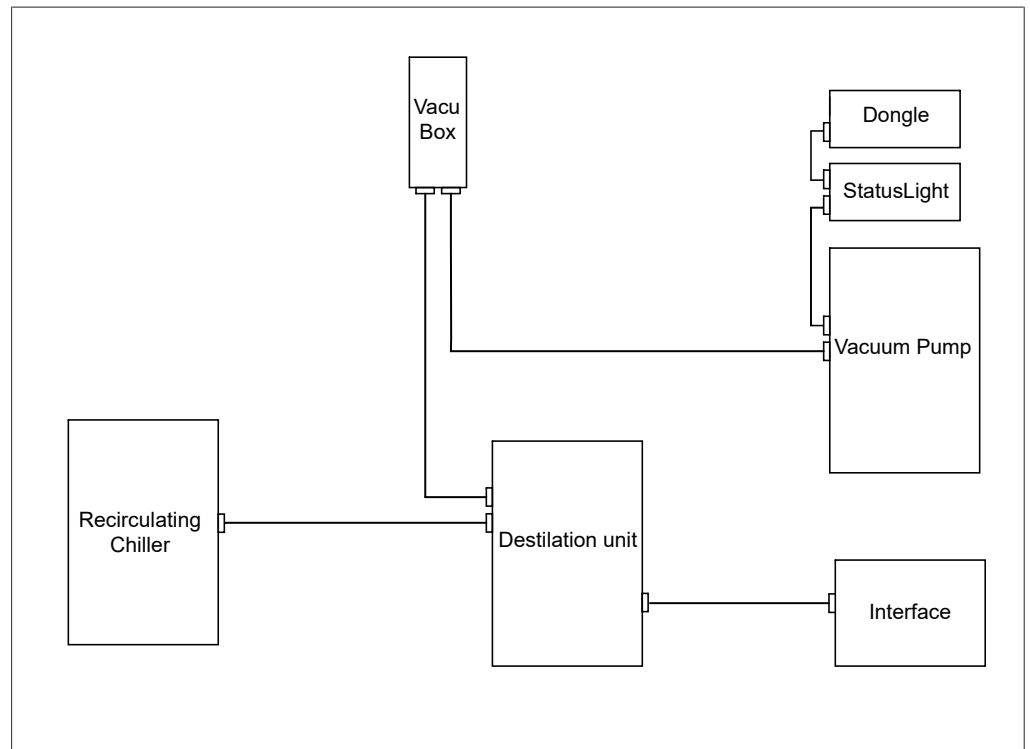 Vacu
Box
Dongle
StatusLight
Vacuum Pump
Recirculating
Chiller
Destilation unit
Interface